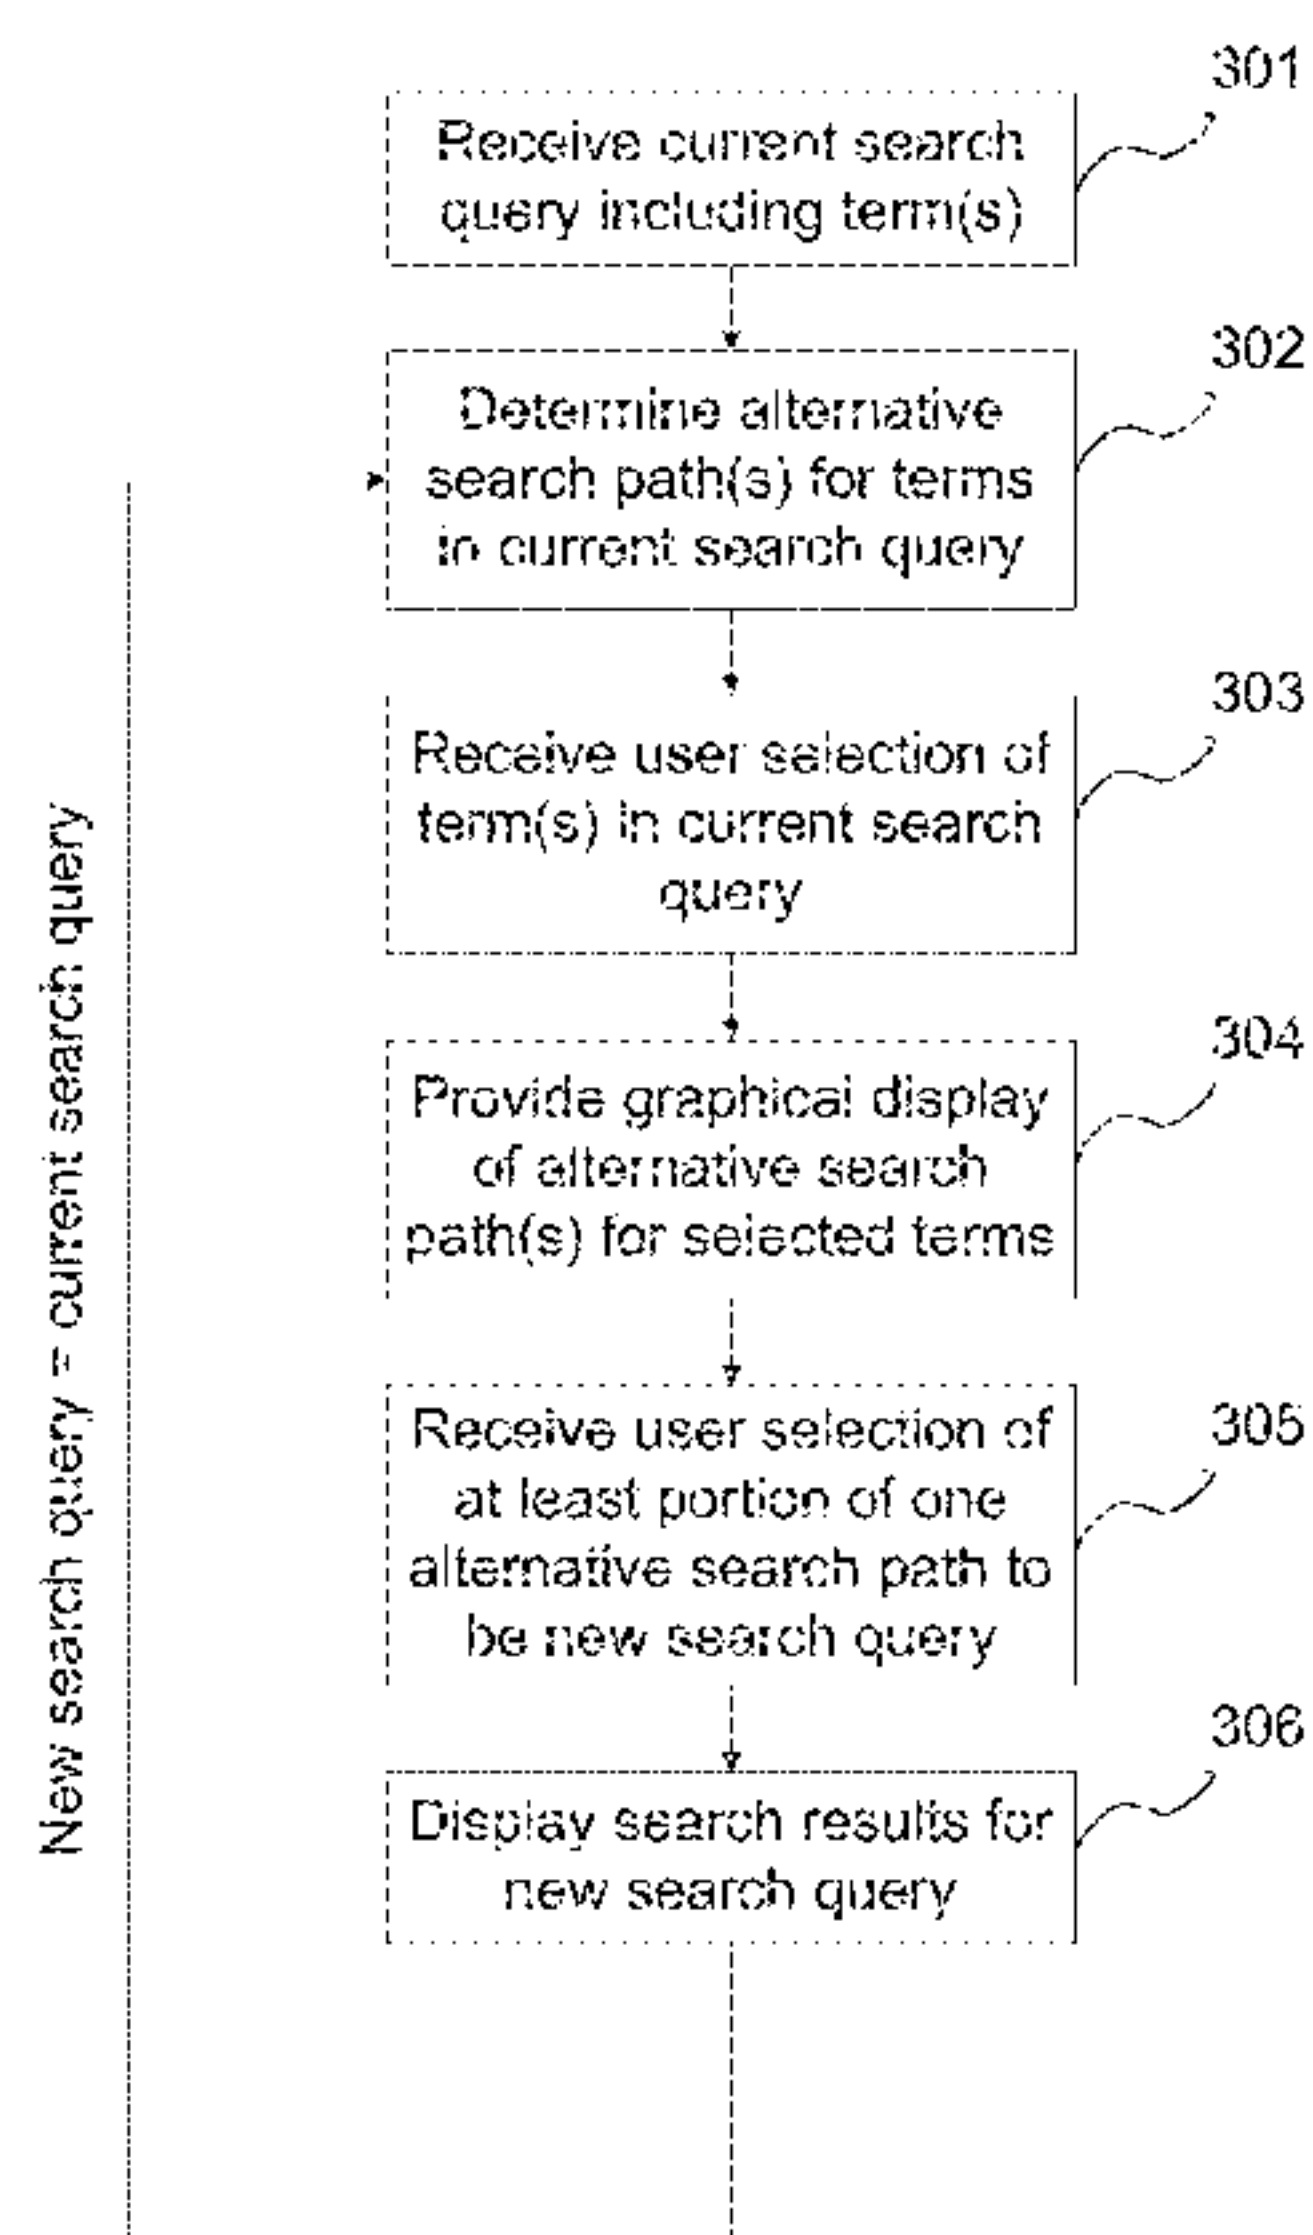 301
Receive current search
query including term(s)
302
Determine alternative
search path(s) for terms
in current search query
303
Receive user selection of
term(s) in current search
query
304
Provide graphical display
of alternative search
path(s) for selected terms
305
Receive user selection of
at least portion of one
alternative search path to
be new search query
306
Display search results for
new search query
New search query = current search query